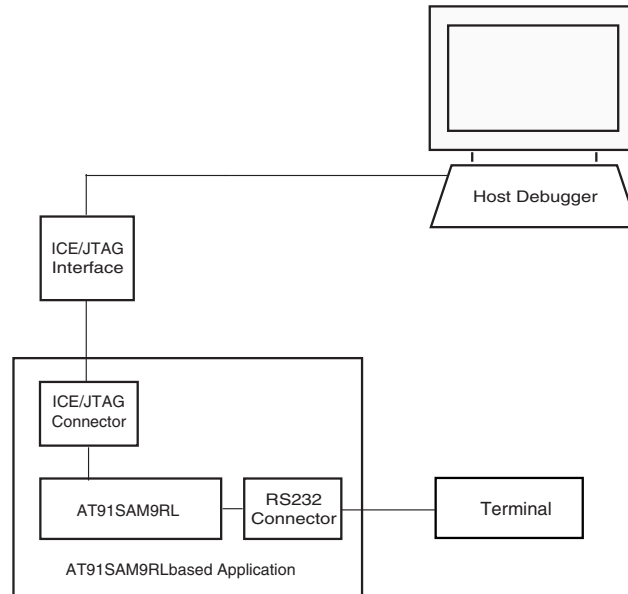 Host Debugger
ICE/JTAG
Interface
ICE/JTAG
Connector
AT91SAM9RL
RS232
Connector
Terminal
AT91SAM9RLbased Application